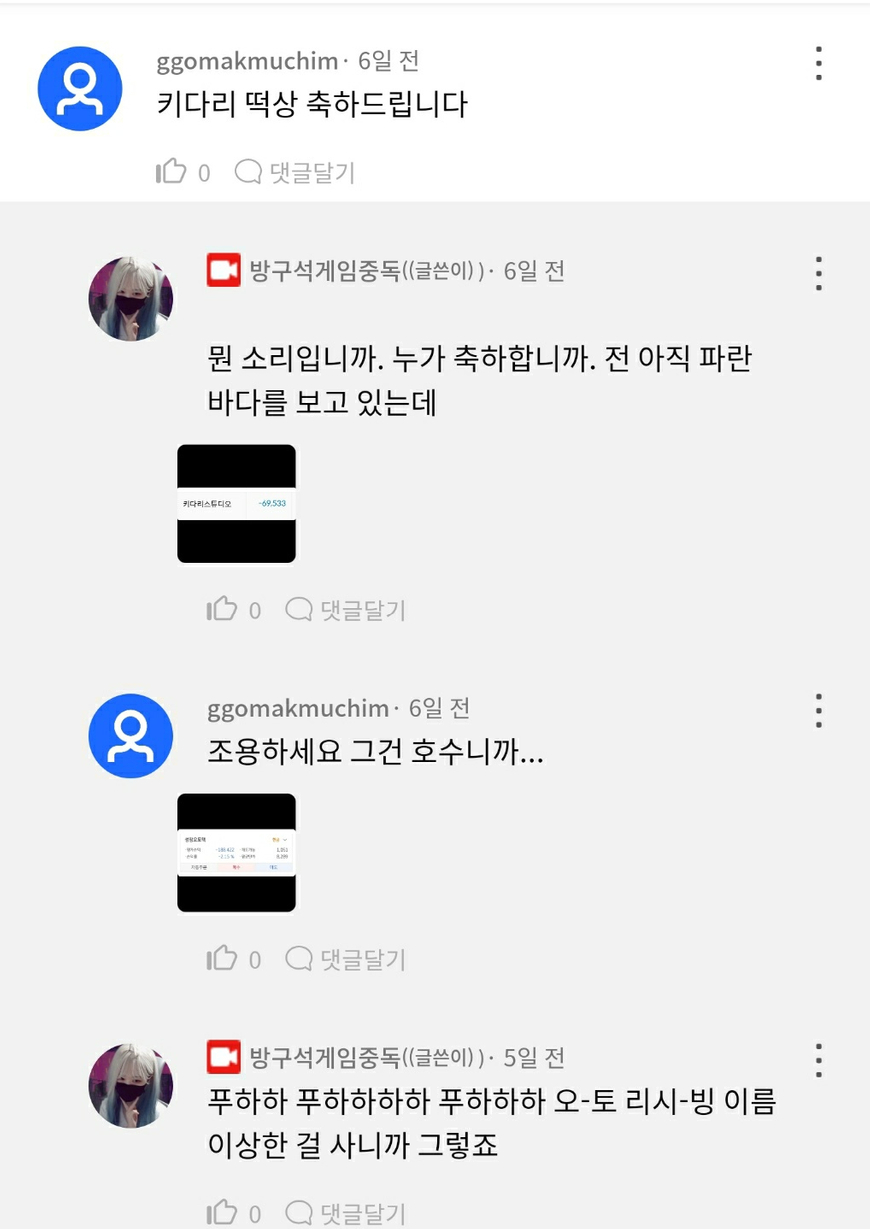 ggomakmuchim · 6일 전
키다리 떡상 축하드립니다
0 댓글달기
방구석게임중독((글쓴이) ) · 6일 전
뭔 소리입니까. 누가 축하합니까. 전 아직 파란
바다를 보고 있는데
키다리스튜디오 -69,533
0 댓글달기
ggomakmuchim · 6일 전
조용하세요 그건 호수니까...
0 댓글달기
방구석게임중독((글쓴이) ) · 5일 전
푸하하 푸하하하하 푸하하하 오-토 리시-빙 이름
이상한 걸 사니까 그렇죠
0 댓글달기